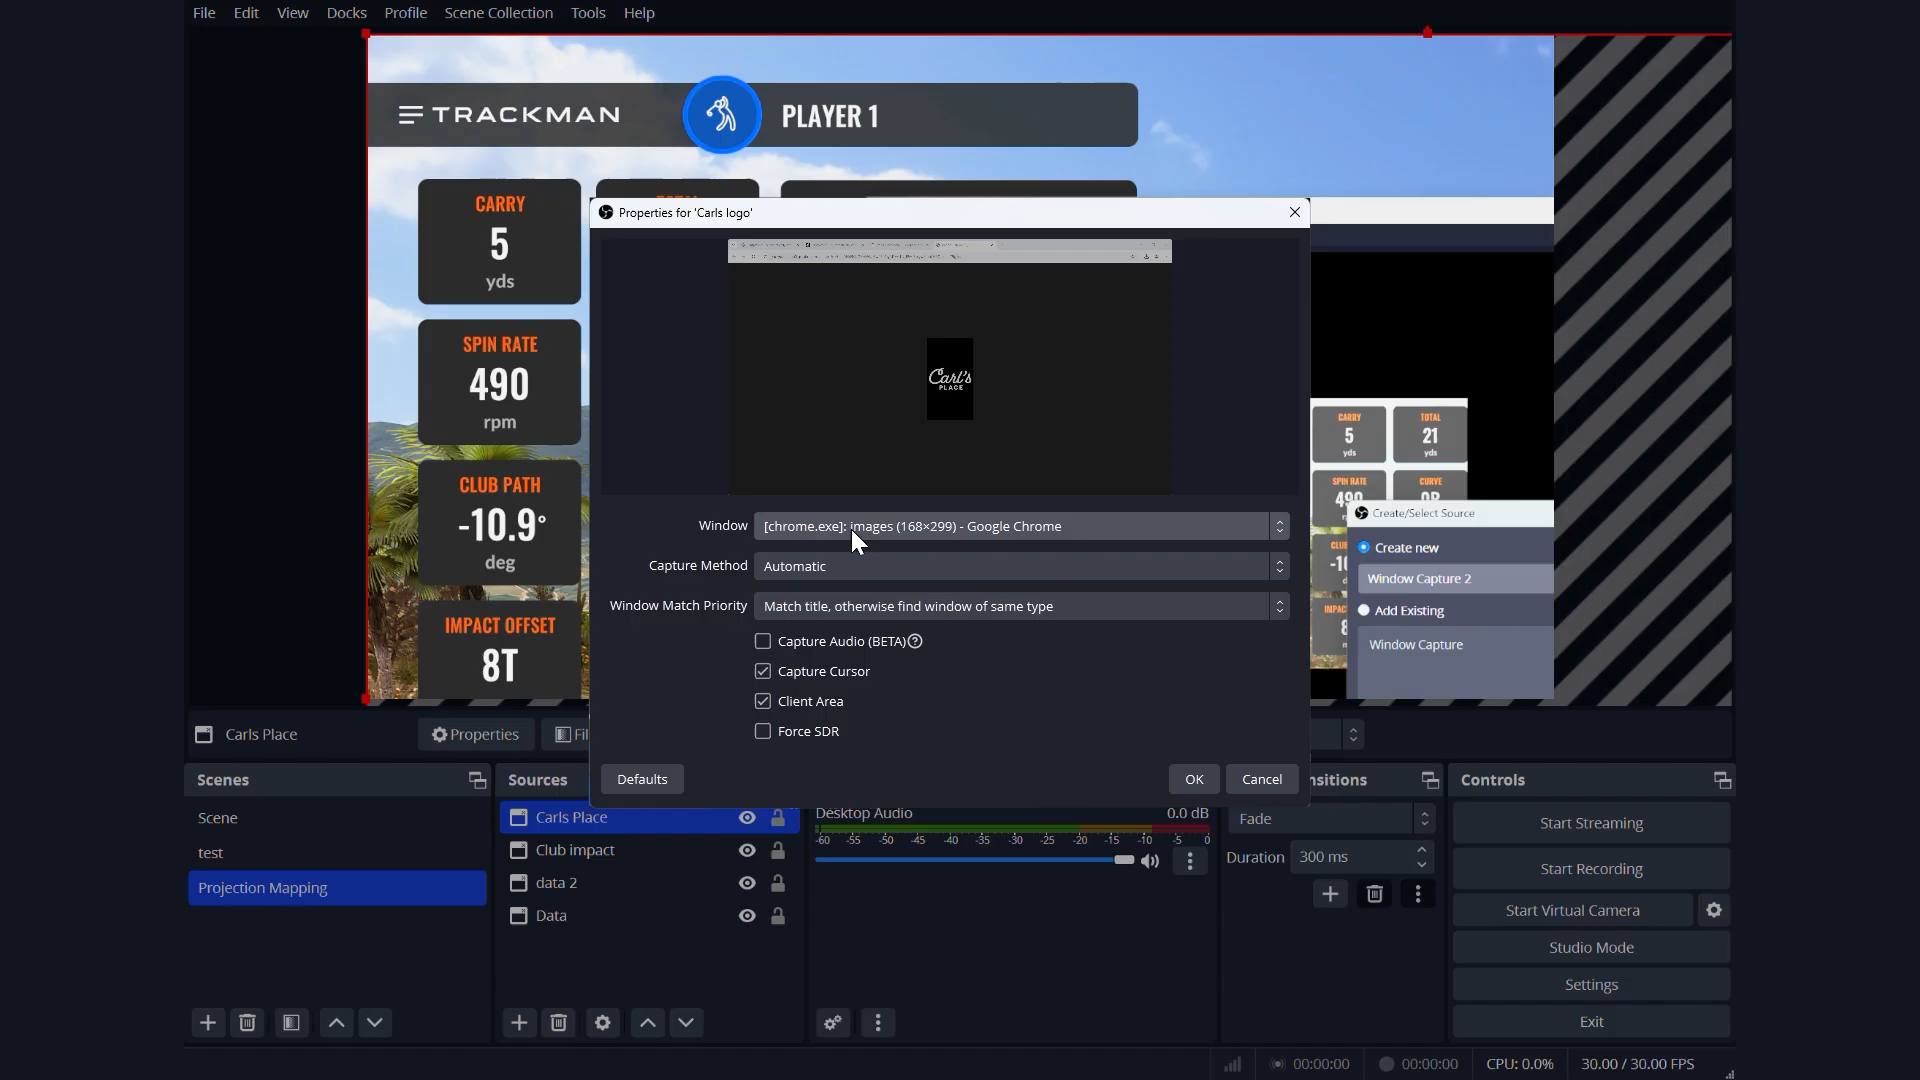 File Edit View Docks Profile Scene Collection Tools Help
TRACKMAN
PLAYER 1
CARRY
5
yds
SPIN RATE
490
rpm
CLUB PATH
-10.9°
deg
IMPACT OFFSET
8T
Properties for 'Carls logo'
Carl's
PLACE
Window [chrome.exe]: images (168×299) - Google Chrome
Capture Method Automatic
Window Match Priority Match title, otherwise find window of same type
Capture Audio (BETA)
Capture Cursor
Client Area
Force SDR
Defaults OK Cancel
CARRY TOTAL
5 21
yds yds
SPIN RATE CURVE
490
Create/Select Source
Create new
Window Capture 2
Add Existing
Window Capture
Carls Place Properties
Scenes
Scene
test
Projection Mapping
Sources
Carls Place
Club impact
data 2
Data
Desktop Audio 0.0 dB
-60 -55 -50 -45 -40 -35 -30 -25 -20 -15 -10 -5 0
Fade
Duration 300 ms
Controls
Start Streaming
Start Recording
Start Virtual Camera
Studio Mode
Settings
Exit
00:00:00 00:00:00 CPU: 0.0% 30.00 / 30.00 FPS